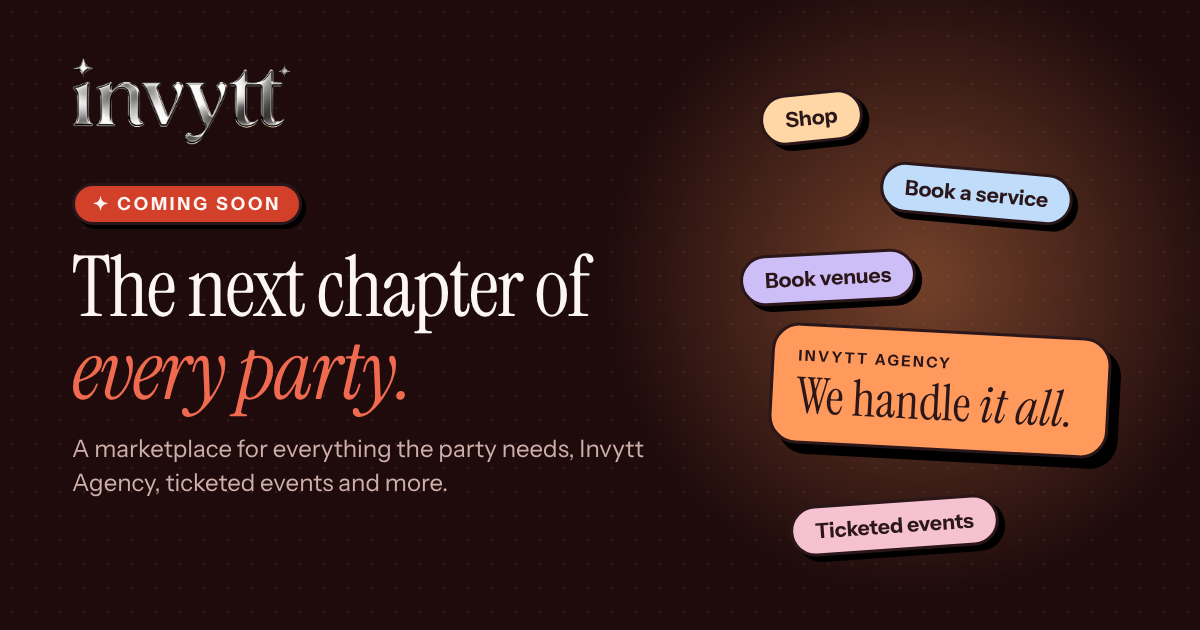 invytt
✦ COMING SOON
The next chapter of
every party.
A marketplace for everything the party needs, Invytt
Agency, ticketed events and more.
Shop
Book a service
Book venues
INVYTT AGENCY
We handle it all.
Ticketed events